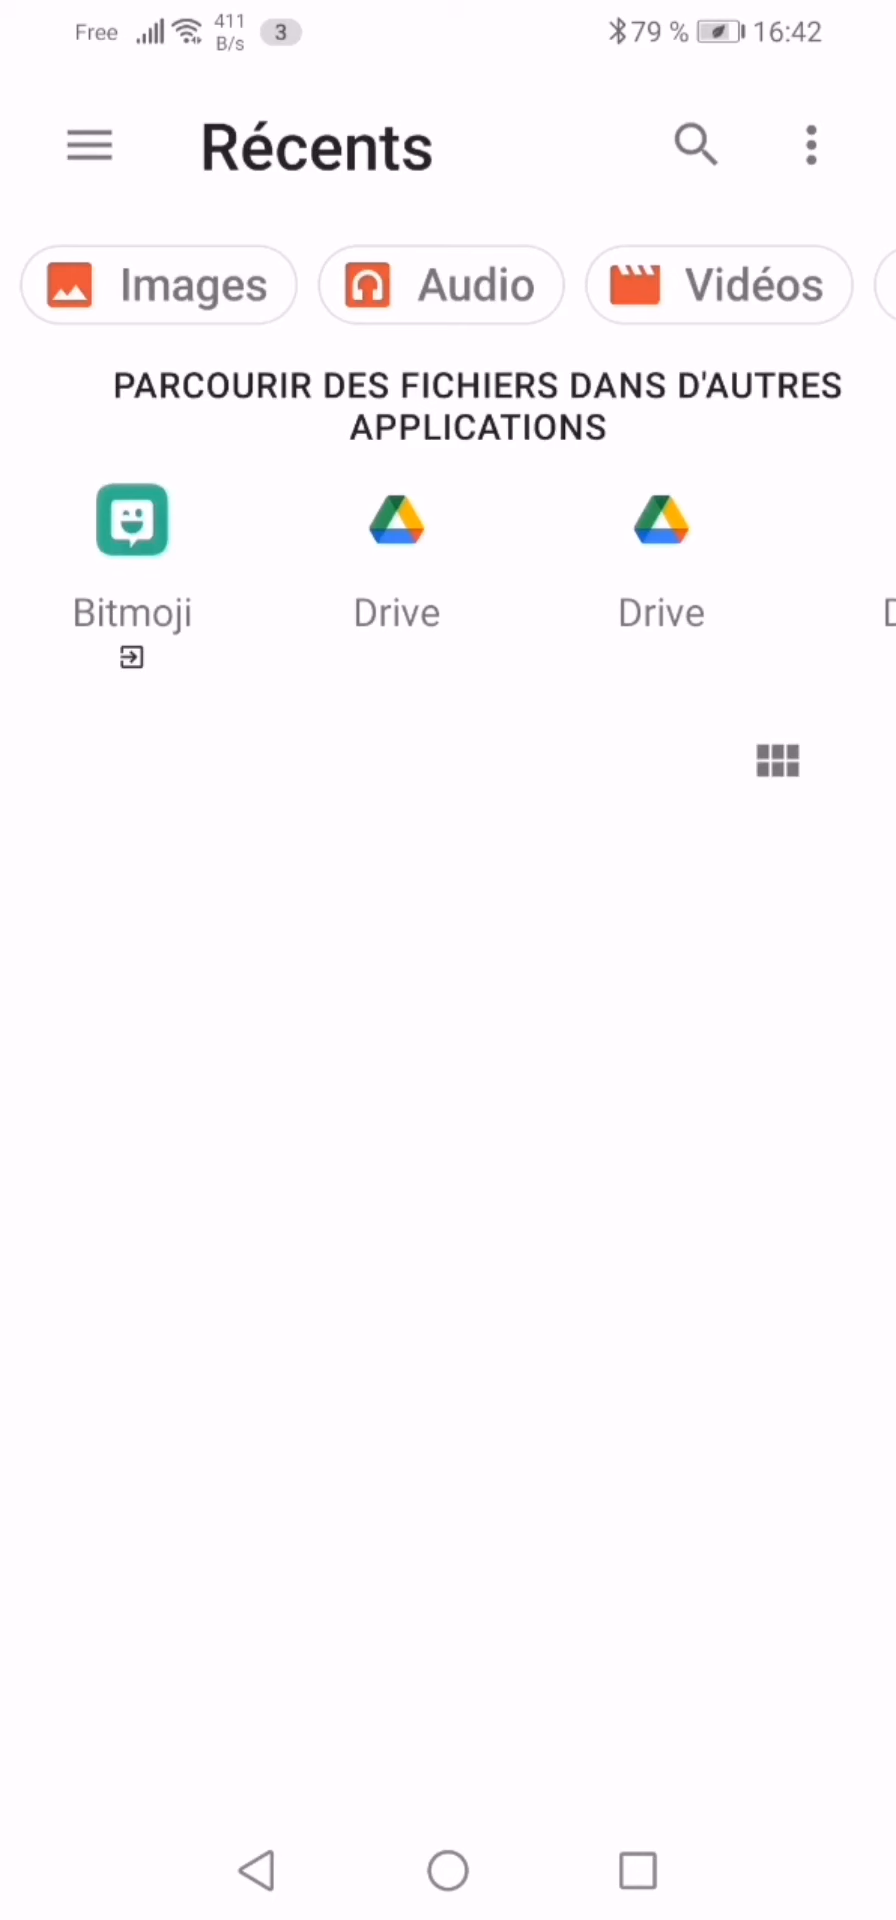 Free 411 B/s 3 79 % 16:42
Récents
Images Audio Vidéos
PARCOURIR DES FICHIERS DANS D'AUTRES
APPLICATIONS
Bitmoji Drive Drive